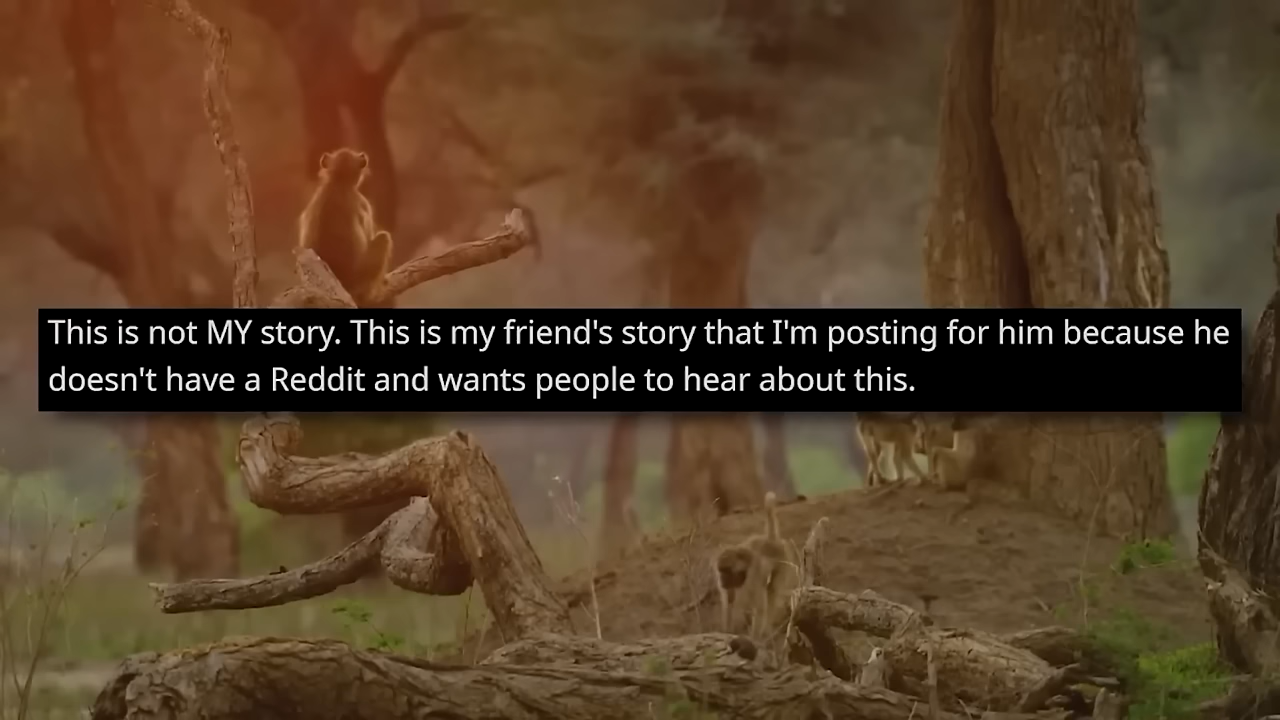 This is not MY story. This is my friend's story that I'm posting for him because he
doesn't have a Reddit and wants people to hear about this.